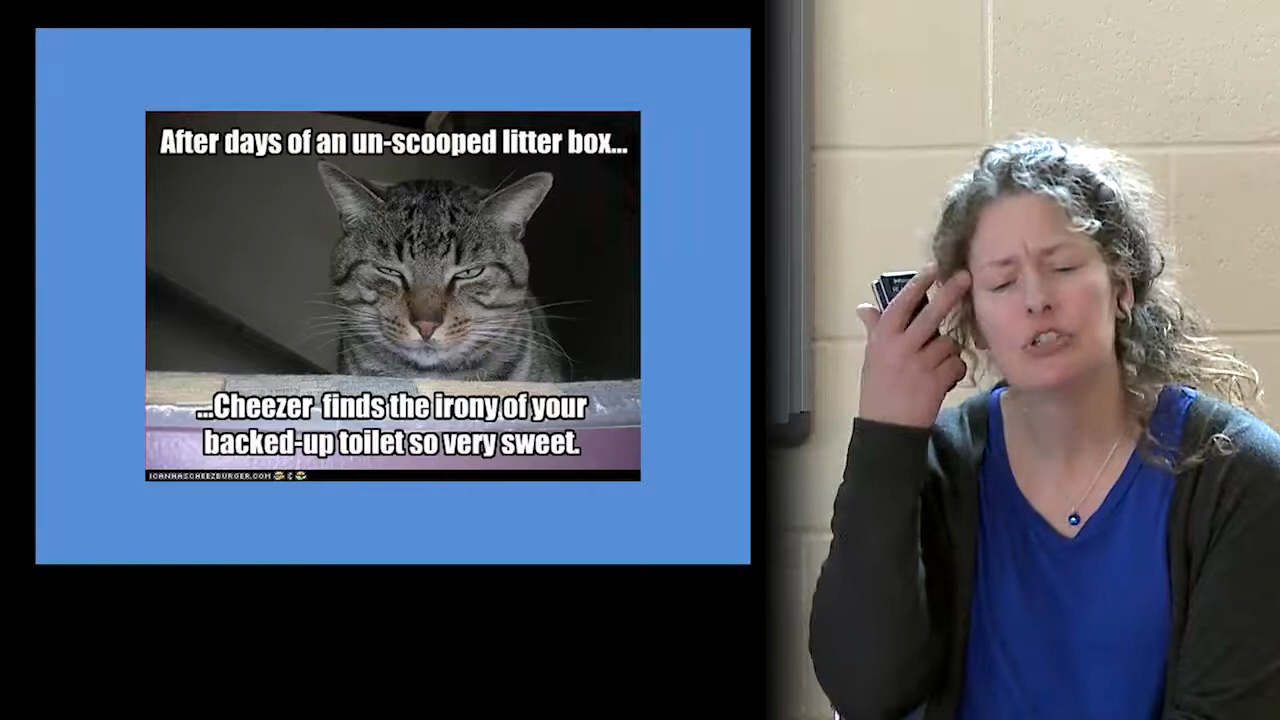 After days of an un-scooped litter box...
...Cheezer finds the irony of your
backed-up toilet so very sweet.
ICANHASCHEEZBURGER.COM